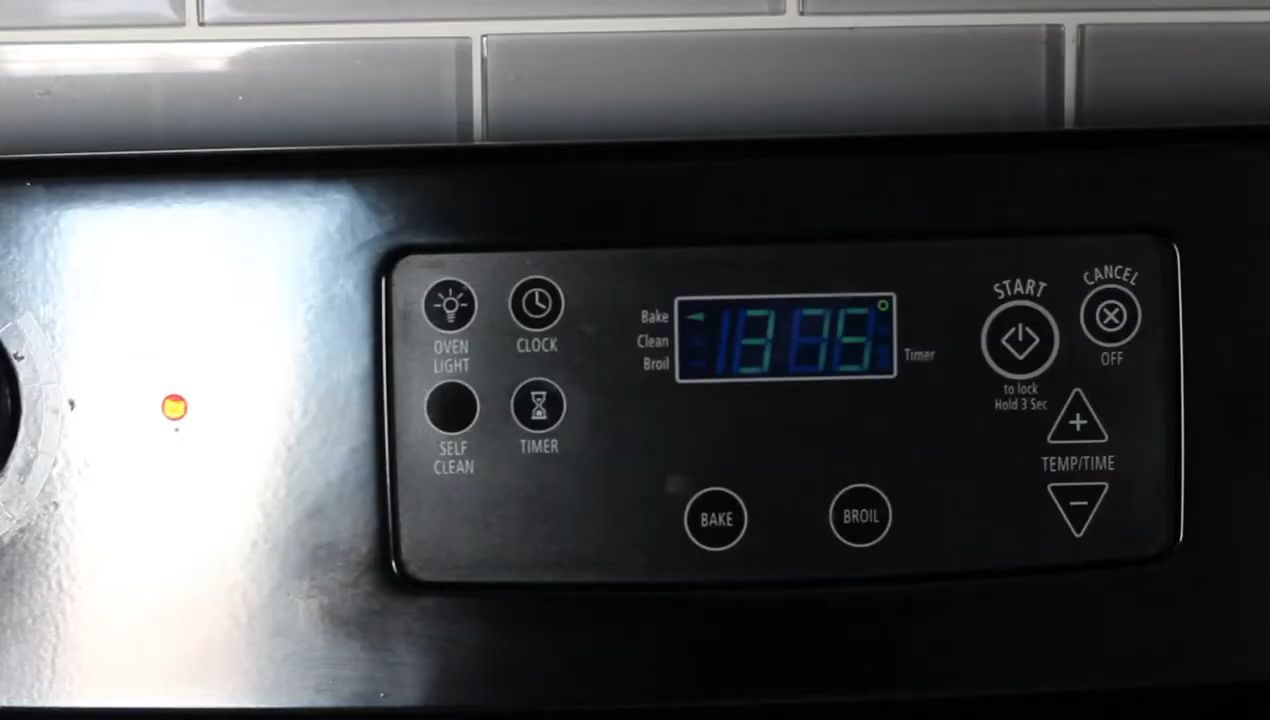 OVEN
LIGHT
CLOCK
SELF
CLEAN
TIMER
Bake
Clean
Broil
375
Timer
BAKE
BROIL
START
to lock
Hold 3 Sec
CANCEL
OFF
+
TEMP/TIME
−